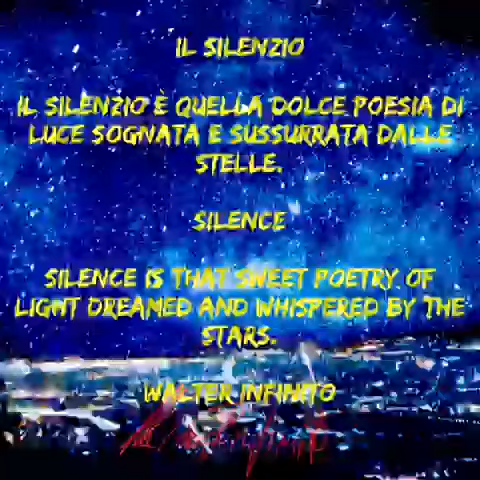 IL SILENZIO
IL SILENZIO È QUELLA DOLCE POESIA DI
LUCE SOGNATA E SUSSURRATA DALLE
STELLE.
SILENCE
SILENCE IS THAT SWEET POETRY OF
LIGHT DREAMED AND WHISPERED BY THE
STARS.
WALTER INFINITO